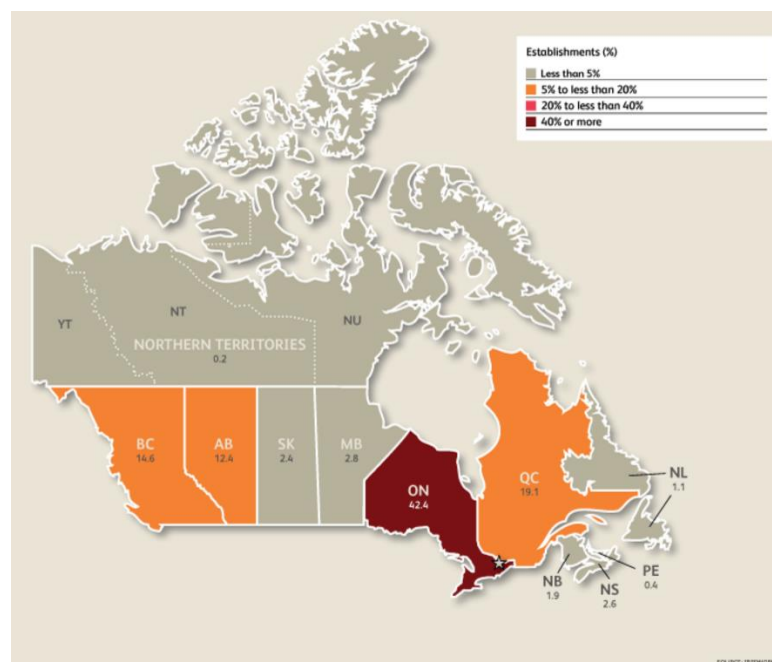 Establishments (%)
Less than 5%
5% to less than 20%
20% to less than 40%
40% or more
YT
NT
NU
NORTHERN TERRITORIES
0.2
BC
14.6
AB
12.4
SK
2.4
MB
2.8
ON
42.4
QC
19.1
NL
1.1
PE
0.4
NB
1.9
NS
2.6